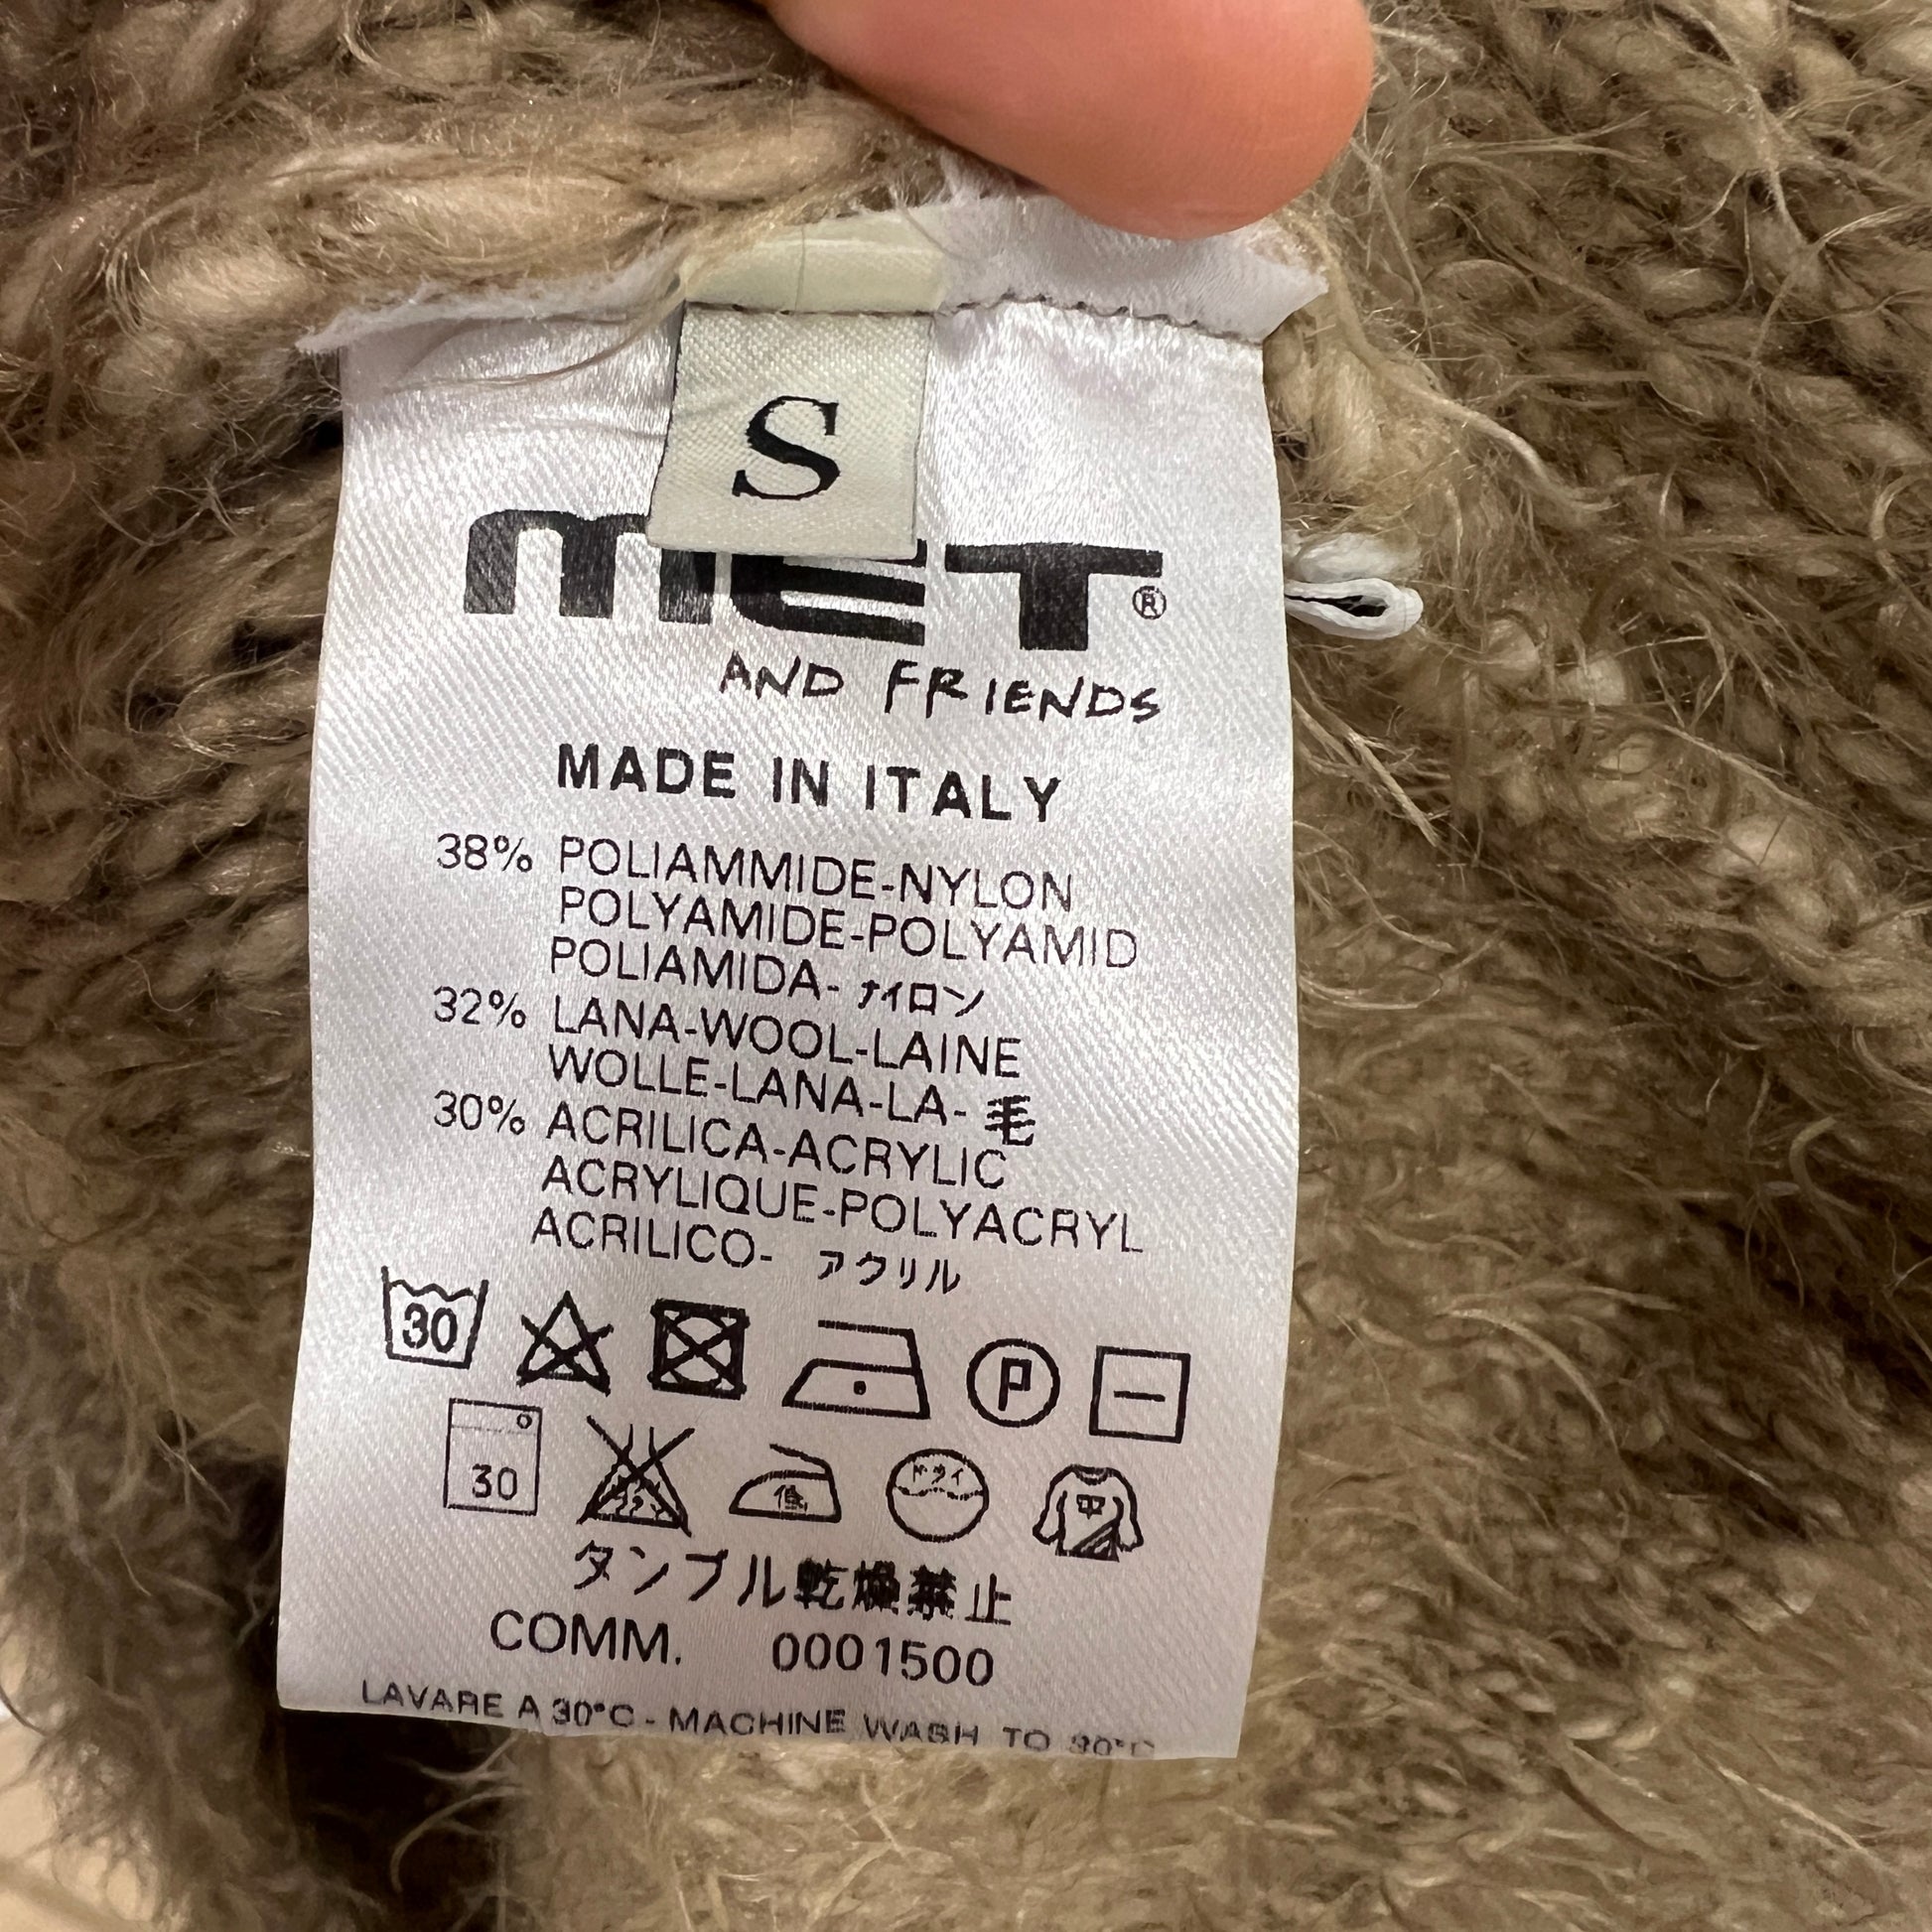 S
MET®
AND FRIENDS
MADE IN ITALY
38% POLIAMMIDE-NYLON
POLYAMIDE-POLYAMID
POLIAMIDA-ナイロン
32% LANA-WOOL-LAINE
WOLLE-LANA-LA-毛
30% ACRILICA-ACRYLIC
ACRYLIQUE-POLYACRYL
ACRILICO- アクリル
30 P
30 低 ドライ
タンブル乾燥禁止
COMM. 0001500
LAVARE A 30°C - MACHINE WASH TO 30°C